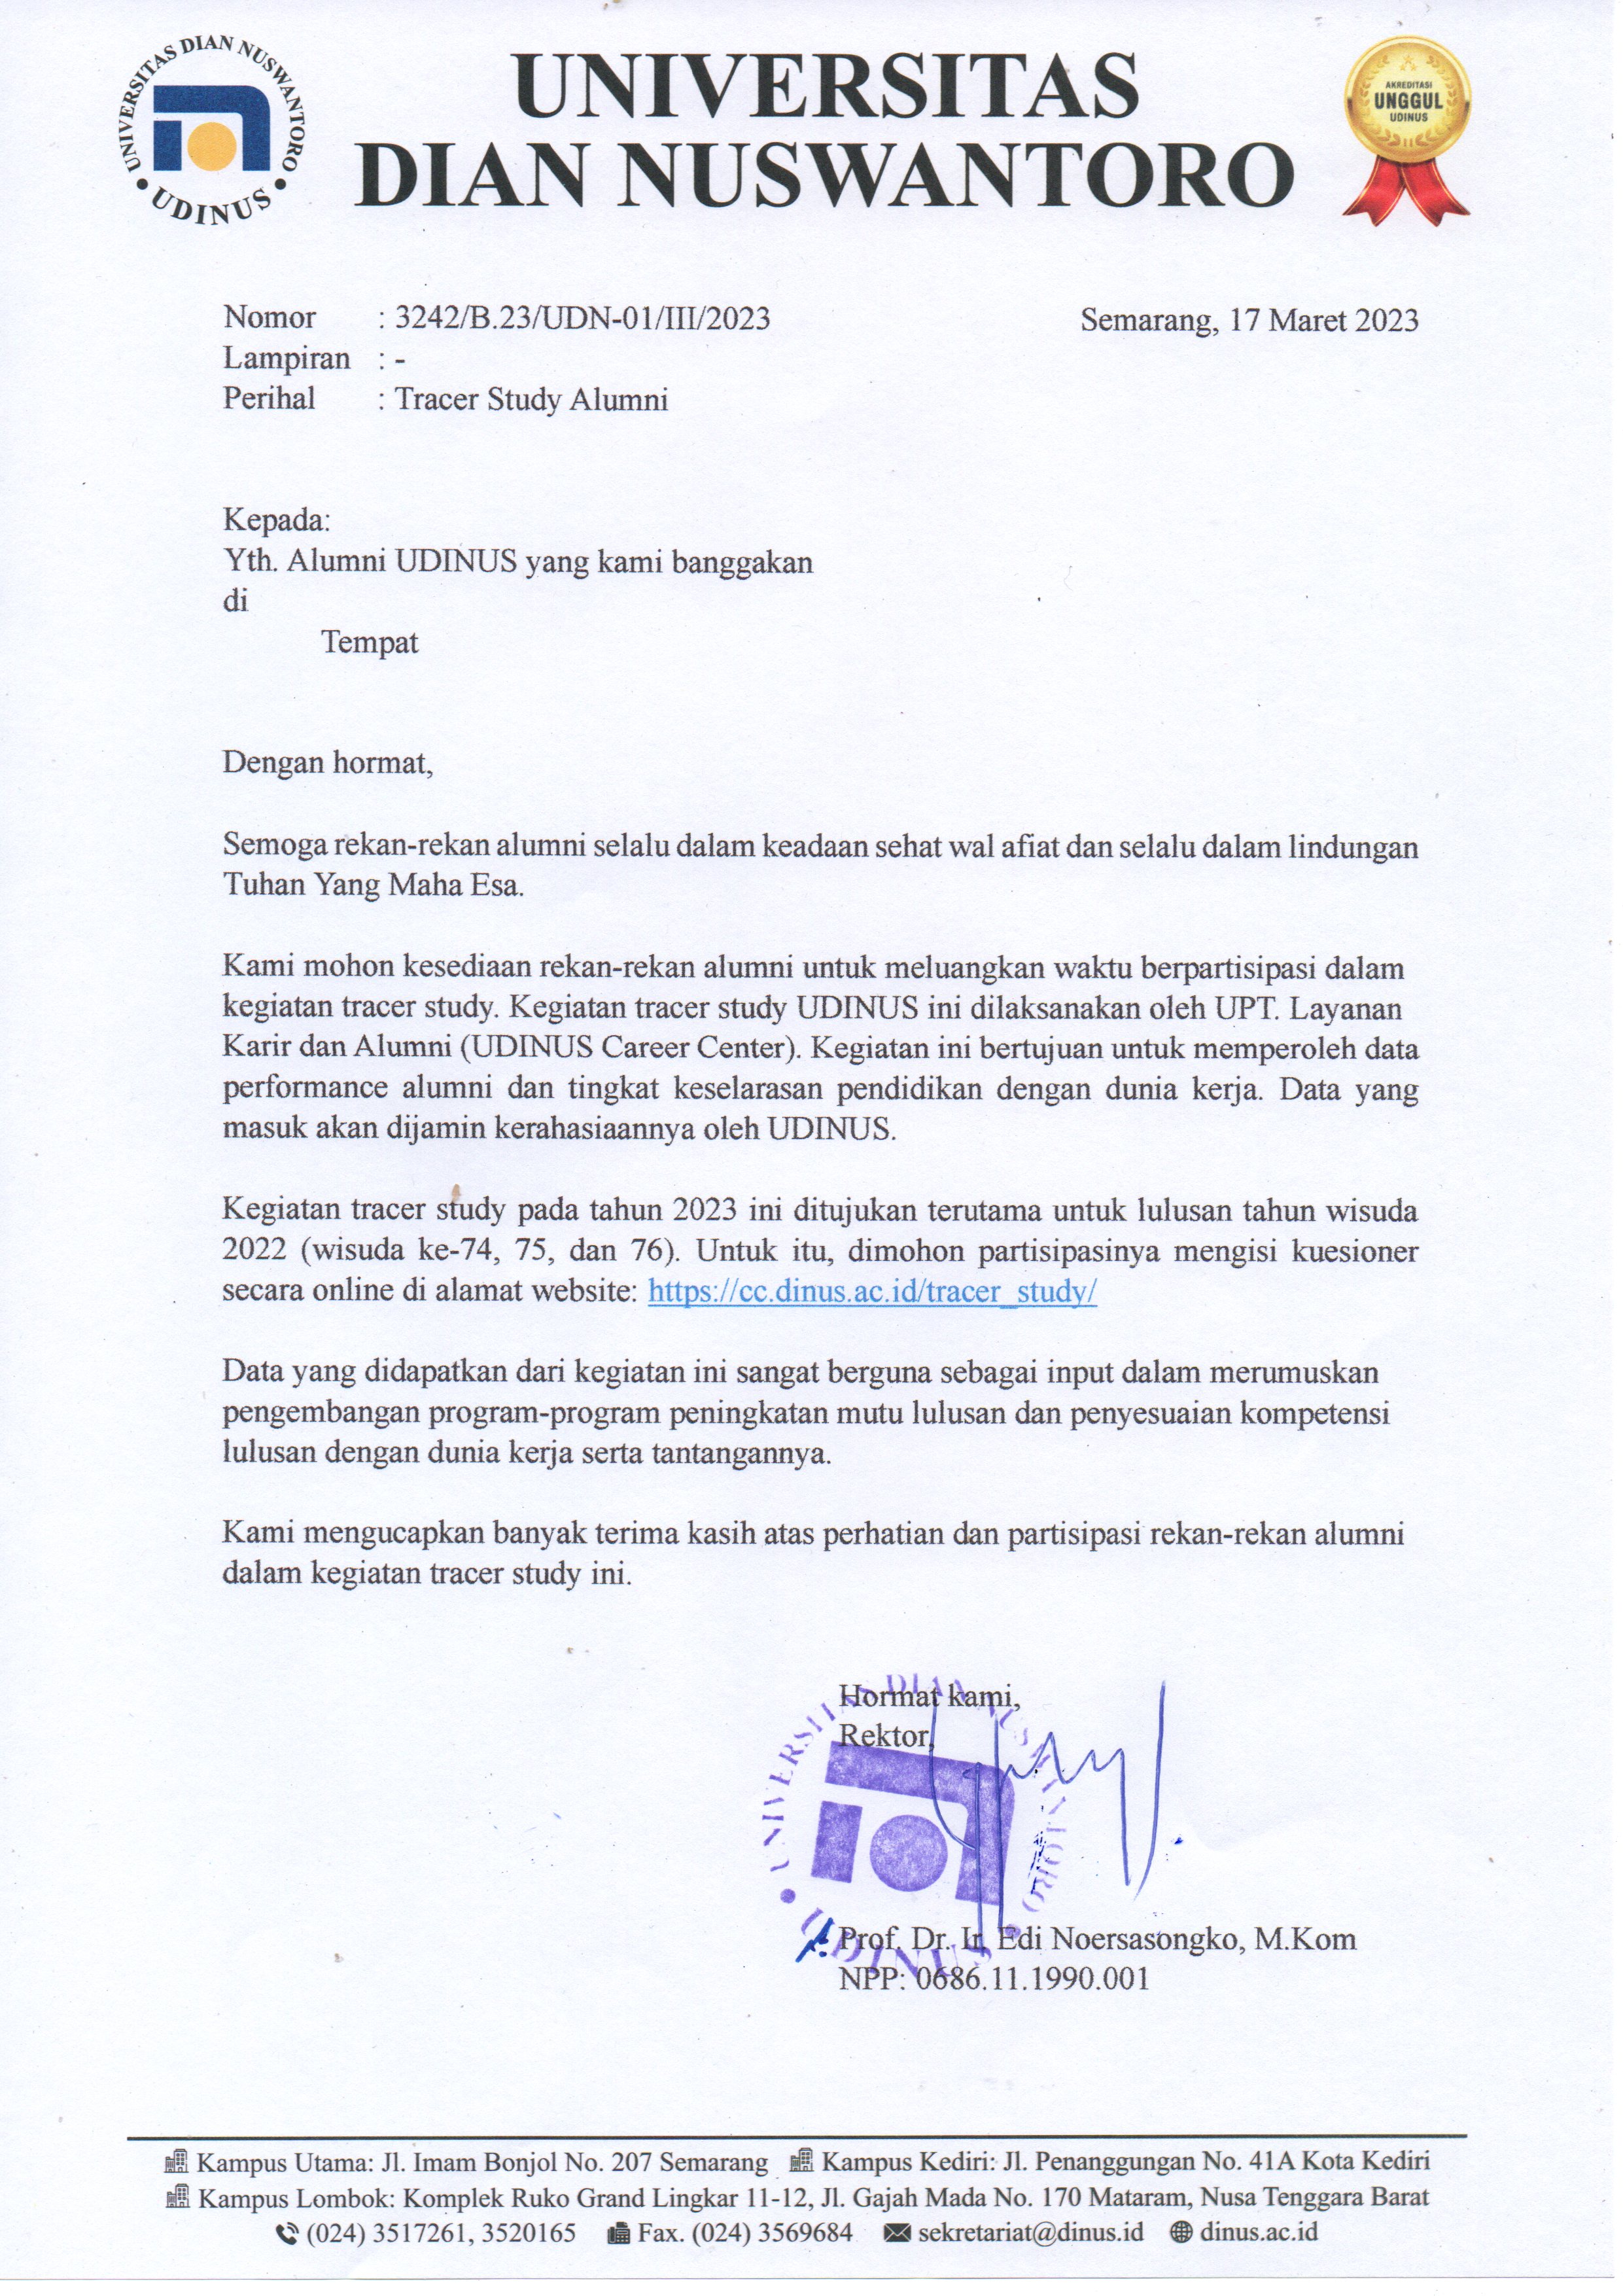 UNIVERSITAS DIAN NUSWANTORO
UDINUS
UNIVERSITAS
DIAN NUSWANTORO
AKREDITASI
UNGGUL
UDINUS
Nomor : 3242/B.23/UDN-01/III/2023 Semarang, 17 Maret 2023
Lampiran : -
Perihal : Tracer Study Alumni
Kepada:
Yth. Alumni UDINUS yang kami banggakan
di
Tempat
Dengan hormat,
Semoga rekan-rekan alumni selalu dalam keadaan sehat wal afiat dan selalu dalam lindungan
Tuhan Yang Maha Esa.
Kami mohon kesediaan rekan-rekan alumni untuk meluangkan waktu berpartisipasi dalam
kegiatan tracer study. Kegiatan tracer study UDINUS ini dilaksanakan oleh UPT. Layanan
Karir dan Alumni (UDINUS Career Center). Kegiatan ini bertujuan untuk memperoleh data
performance alumni dan tingkat keselarasan pendidikan dengan dunia kerja. Data yang
masuk akan dijamin kerahasiaannya oleh UDINUS.
Kegiatan tracer study pada tahun 2023 ini ditujukan terutama untuk lulusan tahun wisuda
2022 (wisuda ke-74, 75, dan 76). Untuk itu, dimohon partisipasinya mengisi kuesioner
secara online di alamat website: https://cc.dinus.ac.id/tracer_study/
Data yang didapatkan dari kegiatan ini sangat berguna sebagai input dalam merumuskan
pengembangan program-program peningkatan mutu lulusan dan penyesuaian kompetensi
lulusan dengan dunia kerja serta tantangannya.
Kami mengucapkan banyak terima kasih atas perhatian dan partisipasi rekan-rekan alumni
dalam kegiatan tracer study ini.
Hormat kami,
Rektor,
UNIVERSITAS DIAN NUSWANTORO
UDINUS
Prof. Dr. Ir. Edi Noersasongko, M.Kom
NPP: 0686.11.1990.001
Kampus Utama: Jl. Imam Bonjol No. 207 Semarang Kampus Kediri: Jl. Penanggungan No. 41A Kota Kediri
Kampus Lombok: Komplek Ruko Grand Lingkar 11-12, Jl. Gajah Mada No. 170 Mataram, Nusa Tenggara Barat
(024) 3517261, 3520165 Fax. (024) 3569684 sekretariat@dinus.id dinus.ac.id